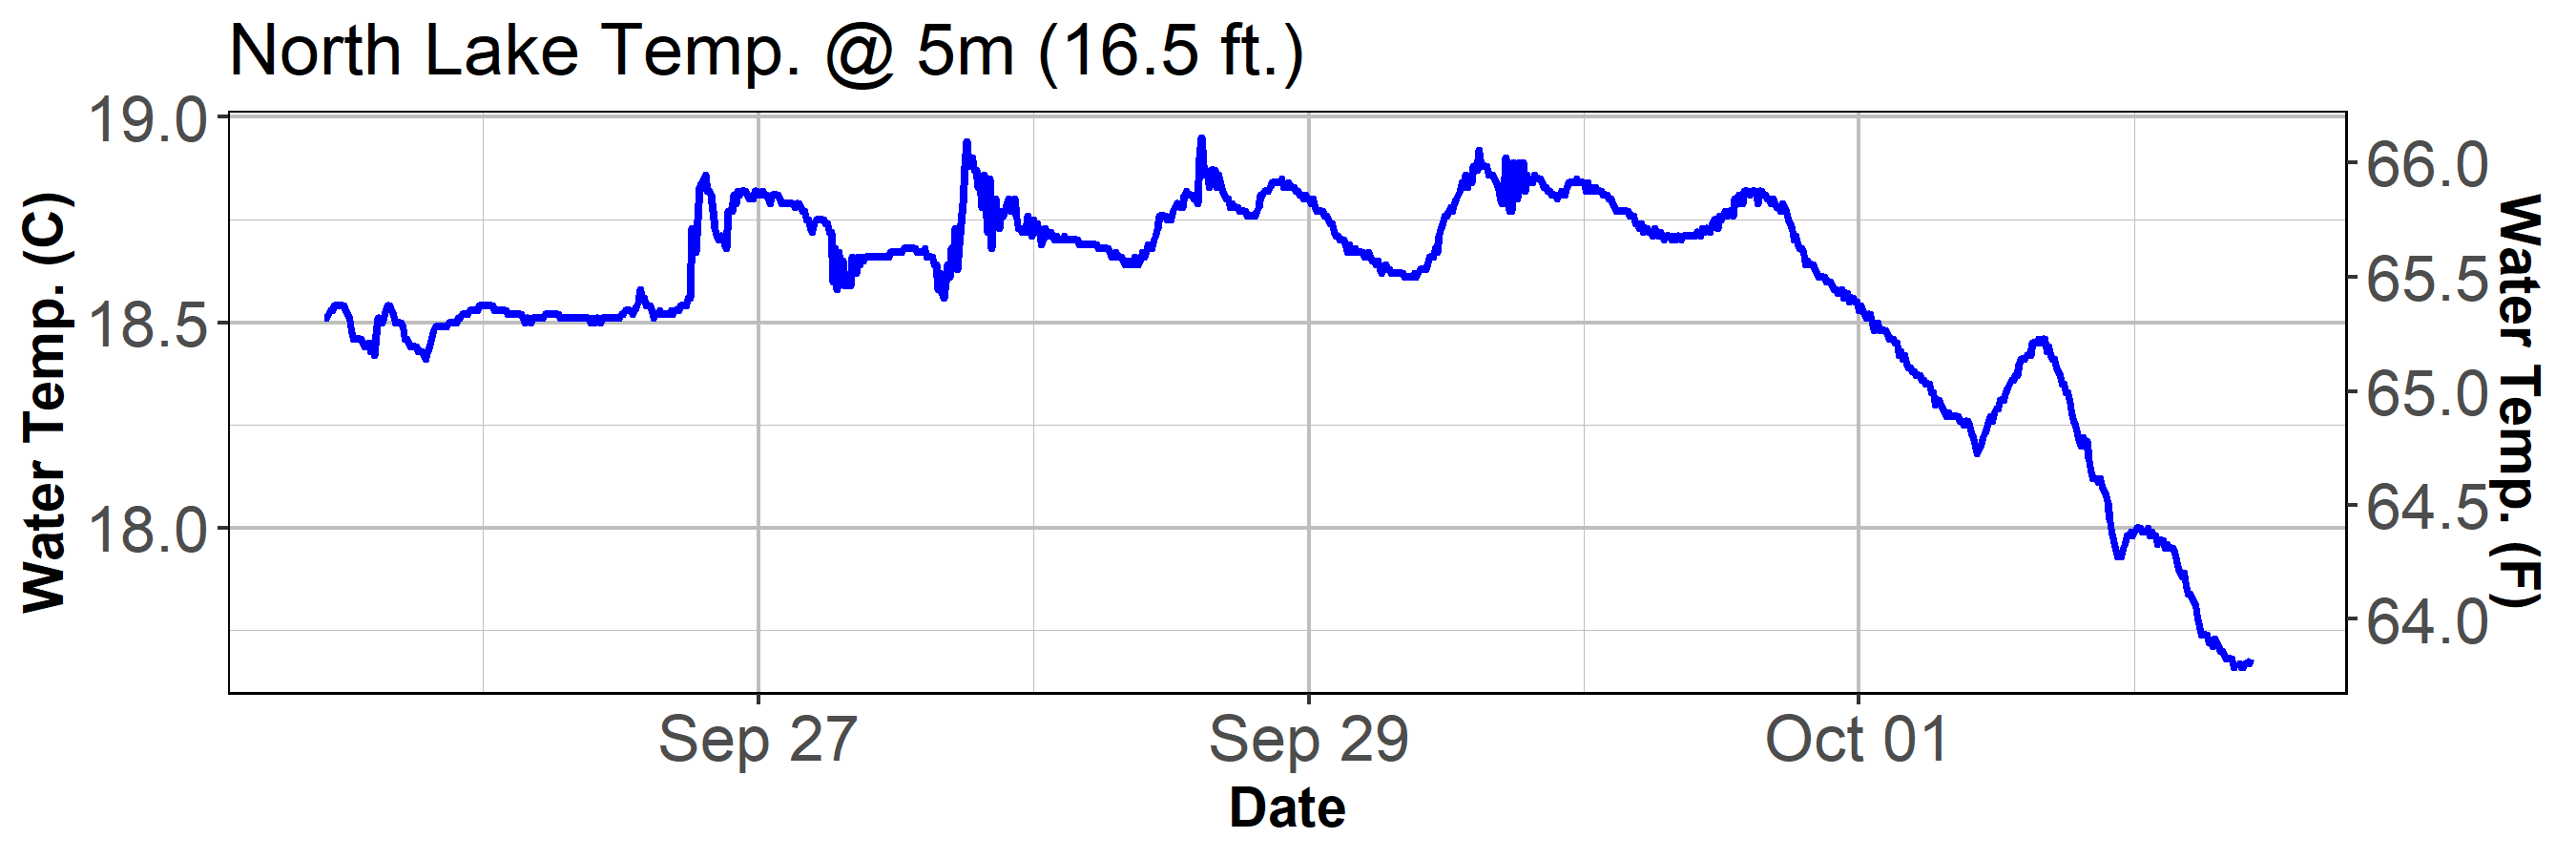 North Lake Temp. @ 5m (16.5 ft.)
Water Temp. (C)
19.0
18.5
18.0
66.0
65.5
65.0
64.5
64.0
Water Temp. (F)
Sep 27
Sep 29
Oct 01
Date